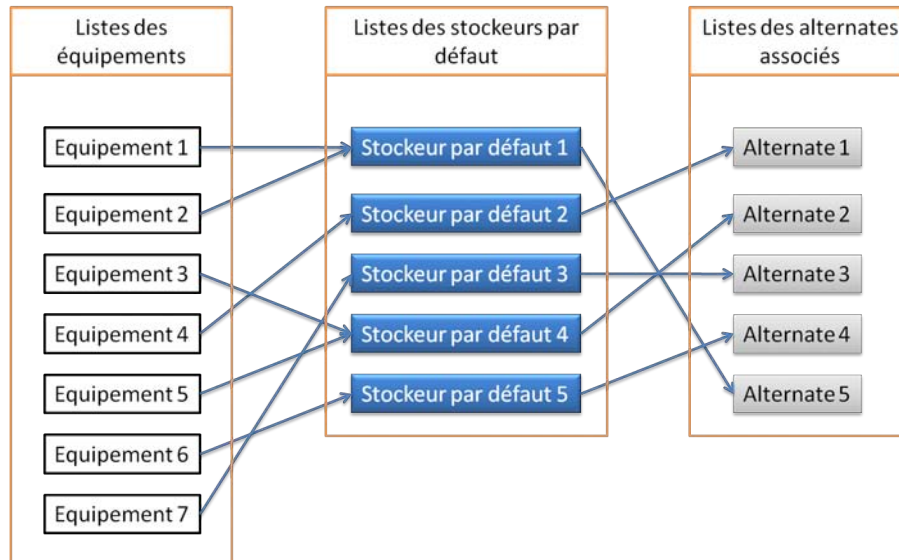 Listes des
équipements
Equipement 1
Equipement 2
Equipement 3
Equipement 4
Equipement 5
Equipement 6
Equipement 7
Listes des stockeurs par
défaut
Stockeur par défaut 1
Stockeur par défaut 2
Stockeur par défaut 3
Stockeur par défaut 4
Stockeur par défaut 5
Listes des alternates
associés
Alternate 1
Alternate 2
Alternate 3
Alternate 4
Alternate 5